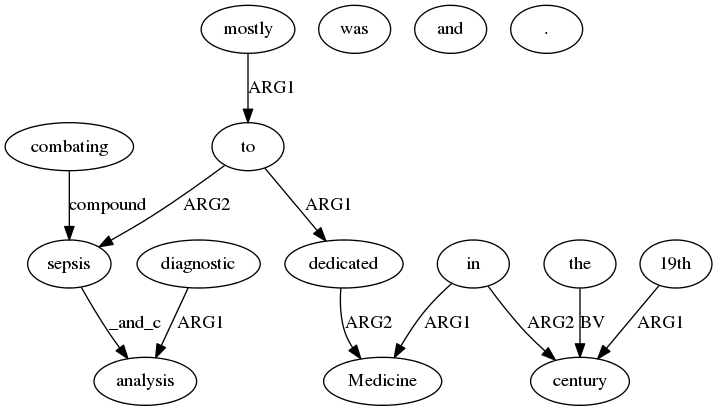 mostly was and .
ARG1
combating to
compound ARG2 ARG1
sepsis diagnostic dedicated in the 19th
_and_c ARG1 ARG2 ARG1 ARG2 BV ARG1
analysis Medicine century